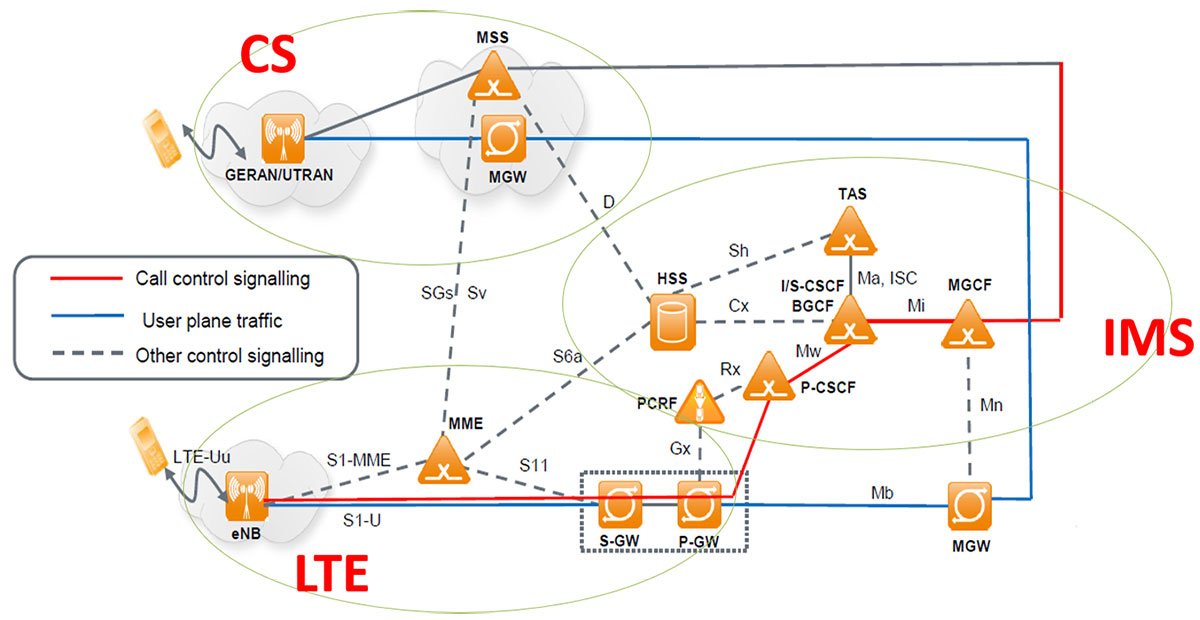 CS
MSS
GERAN/UTRAN
MGW
D
TAS
Sh
HSS
I/S-CSCF
BGCF
Ma, ISC
MGCF
Cx
Mi
IMS
Call control signalling
User plane traffic
Other control signalling
SGs
Sv
S6a
Mw
Rx
P-CSCF
PCRF
Mn
MME
Gx
LTE-Uu
S1-MME
S11
Mb
S1-U
eNB
S-GW
P-GW
MGW
LTE